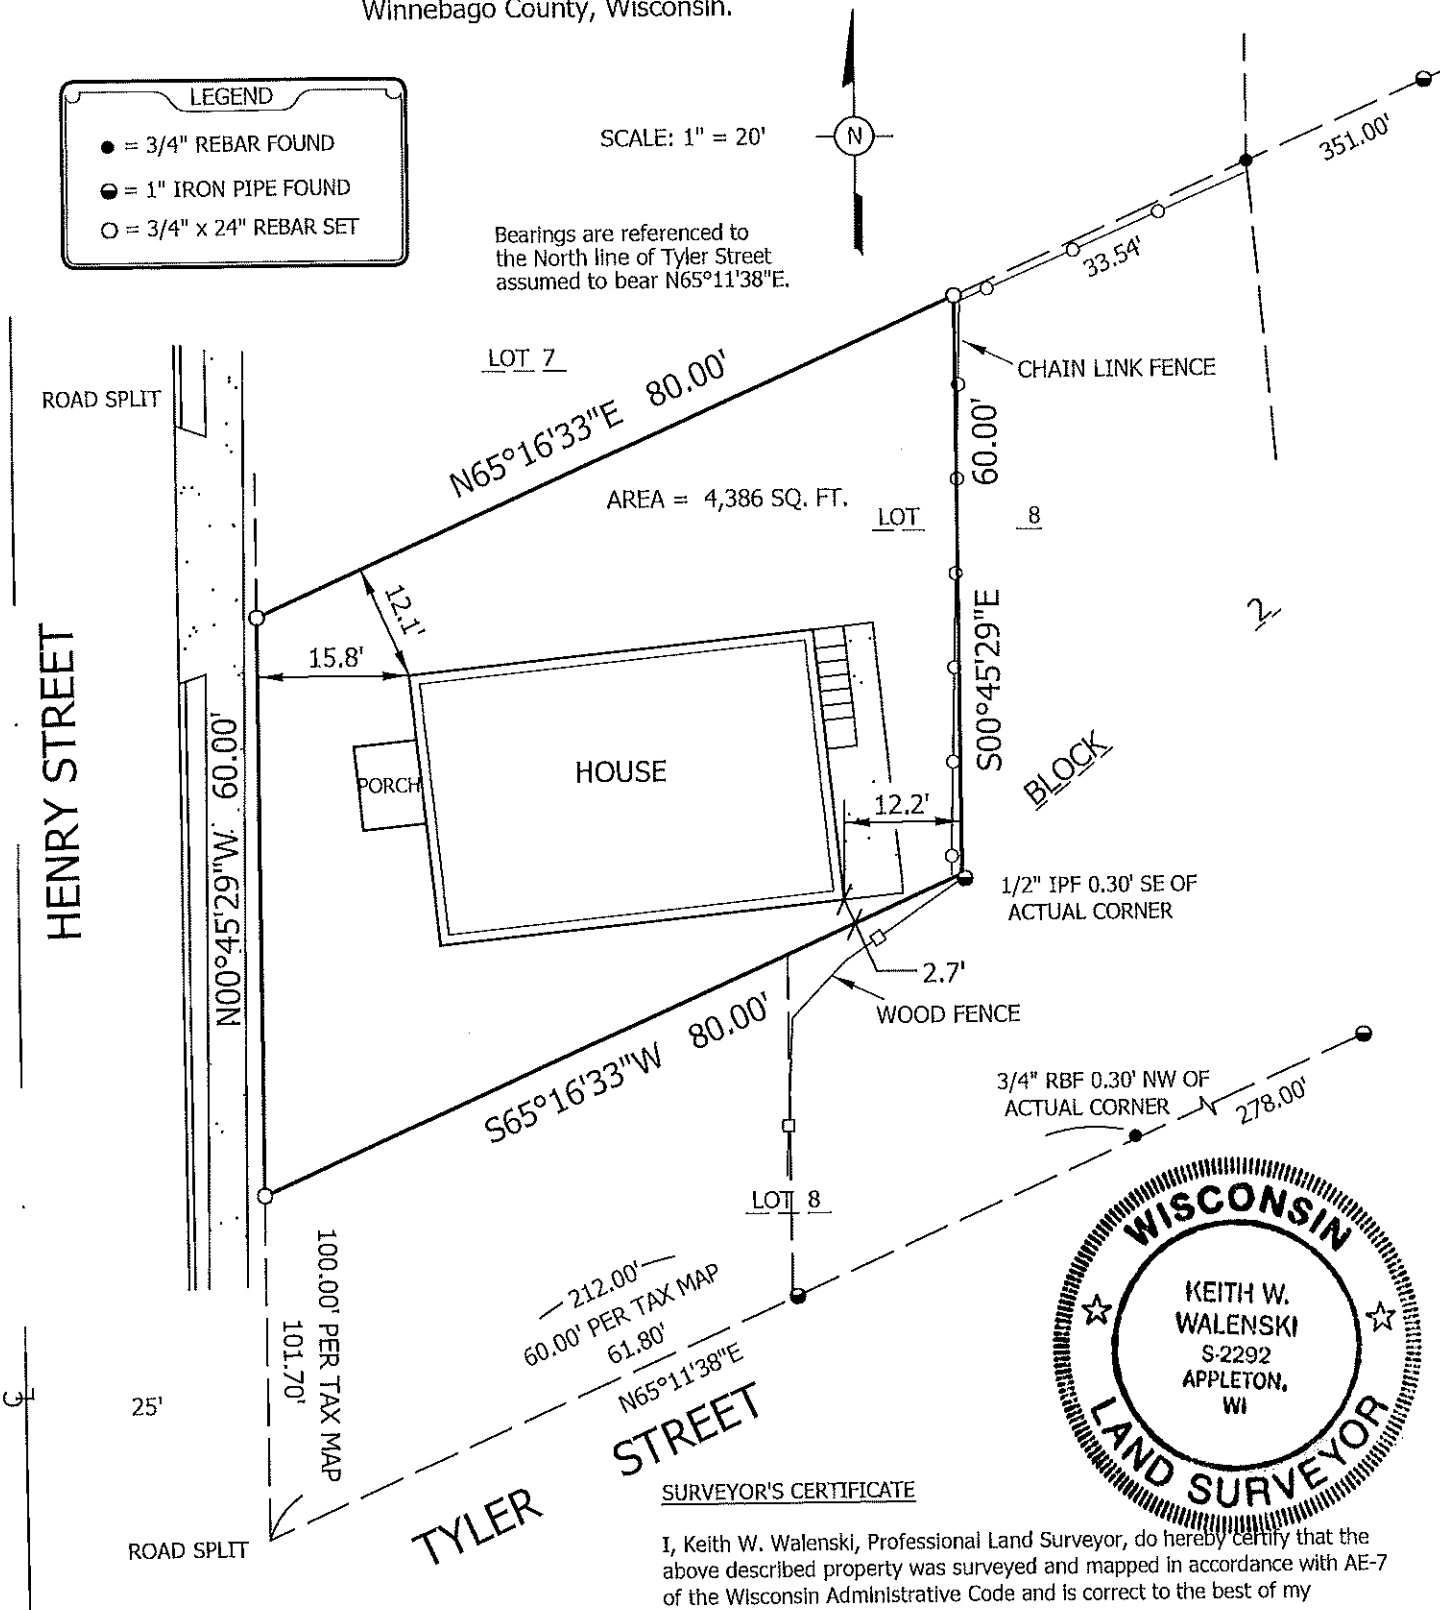 Winnebago County, Wisconsin.
LEGEND
= 3/4" REBAR FOUND
= 1" IRON PIPE FOUND
= 3/4" x 24" REBAR SET
SCALE: 1" = 20'
N
Bearings are referenced to
the North line of Tyler Street
assumed to bear N65°11'38"E.
351.00'
33.54'
LOT 7
CHAIN LINK FENCE
ROAD SPLIT
N65°16'33"E 80.00'
60.00'
AREA = 4,386 SQ. FT.
LOT 8
S00°45'29"E
2
12.1'
15.8'
HENRY STREET
N00°45'29"W 60.00'
PORCH
HOUSE
12.2'
BLOCK
1/2" IPF 0.30' SE OF
ACTUAL CORNER
2.7'
WOOD FENCE
S65°16'33"W 80.00'
3/4" RBF 0.30' NW OF
ACTUAL CORNER
278.00'
LOT 8
100.00' PER TAX MAP
101.70'
212.00'
60.00' PER TAX MAP
61.80'
N65°11'38"E
25'
TYLER STREET
ROAD SPLIT
WISCONSIN
KEITH W.
WALENSKI
S-2292
APPLETON,
WI
LAND SURVEYOR
SURVEYOR'S CERTIFICATE
I, Keith W. Walenski, Professional Land Surveyor, do hereby certify that the
above described property was surveyed and mapped in accordance with AE-7
of the Wisconsin Administrative Code and is correct to the best of my